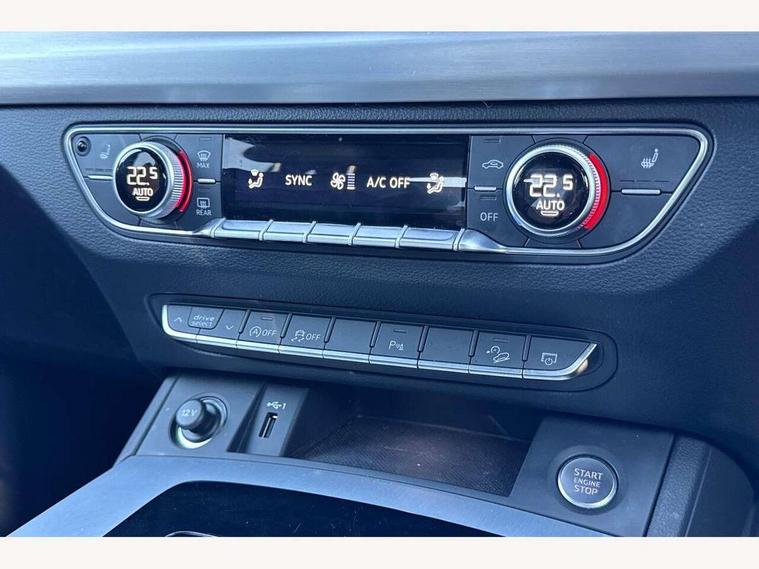 22.5
AUTO
MAX
REAR
SYNC
A/C OFF
OFF
22.5
AUTO
drive
select
A OFF
OFF
P
12V
1
START
ENGINE
STOP